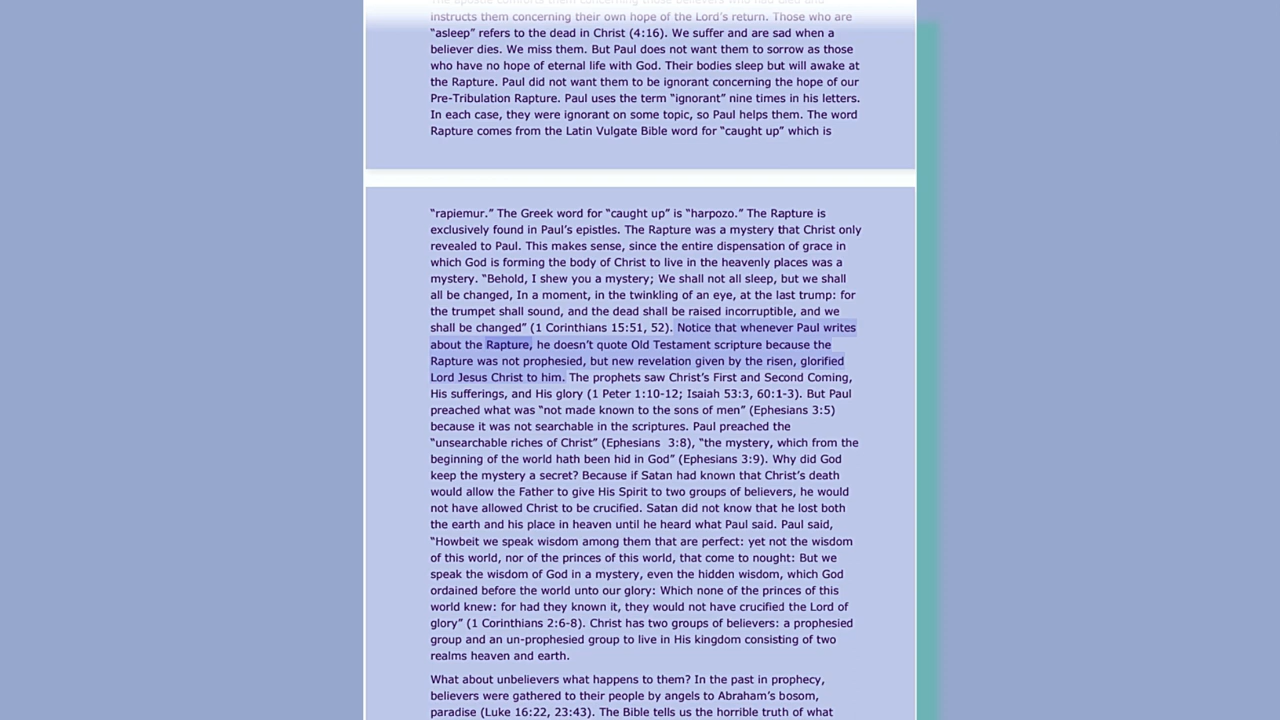 The apostle comforts them concerning those believers who had died and
instructs them concerning their own hope of the Lord’s return. Those who are
“asleep” refers to the dead in Christ (4:16). We suffer and are sad when a
believer dies. We miss them. But Paul does not want them to sorrow as those
who have no hope of eternal life with God. Their bodies sleep but will awake at
the Rapture. Paul did not want them to be ignorant concerning the hope of our
Pre-Tribulation Rapture. Paul uses the term “ignorant” nine times in his letters.
In each case, they were ignorant on some topic, so Paul helps them. The word
Rapture comes from the Latin Vulgate Bible word for “caught up” which is
“rapiemur.” The Greek word for “caught up” is “harpozo.” The Rapture is
exclusively found in Paul’s epistles. The Rapture was a mystery that Christ only
revealed to Paul. This makes sense, since the entire dispensation of grace in
which God is forming the body of Christ to live in the heavenly places was a
mystery. “Behold, I shew you a mystery; We shall not all sleep, but we shall
all be changed, In a moment, in the twinkling of an eye, at the last trump: for
the trumpet shall sound, and the dead shall be raised incorruptible, and we
shall be changed” (1 Corinthians 15:51, 52). Notice that whenever Paul writes
about the Rapture, he doesn’t quote Old Testament scripture because the
Rapture was not prophesied, but new revelation given by the risen, glorified
Lord Jesus Christ to him. The prophets saw Christ’s First and Second Coming,
His sufferings, and His glory (1 Peter 1:10-12; Isaiah 53:3, 60:1-3). But Paul
preached what was “not made known to the sons of men” (Ephesians 3:5)
because it was not searchable in the scriptures. Paul preached the
“unsearchable riches of Christ” (Ephesians  3:8), “the mystery, which from the
beginning of the world hath been hid in God” (Ephesians 3:9). Why did God
keep the mystery a secret? Because if Satan had known that Christ’s death
would allow the Father to give His Spirit to two groups of believers, he would
not have allowed Christ to be crucified. Satan did not know that he lost both
the earth and his place in heaven until he heard what Paul said. Paul said,
“Howbeit we speak wisdom among them that are perfect: yet not the wisdom
of this world, nor of the princes of this world, that come to nought: But we
speak the wisdom of God in a mystery, even the hidden wisdom, which God
ordained before the world unto our glory: Which none of the princes of this
world knew: for had they known it, they would not have crucified the Lord of
glory” (1 Corinthians 2:6-8). Christ has two groups of believers: a prophesied
group and an un-prophesied group to live in His kingdom consisting of two
realms heaven and earth.
What about unbelievers what happens to them? In the past in prophecy,
believers were gathered to their people by angels to Abraham’s bosom,
paradise (Luke 16:22, 23:43). The Bible tells us the horrible truth of what